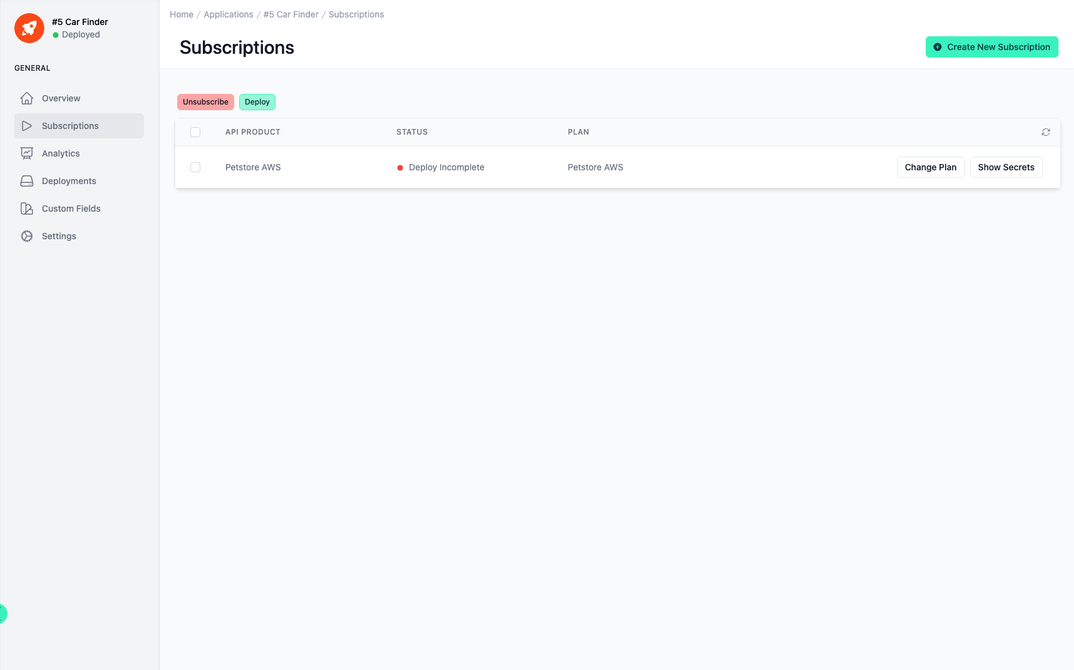 #5 Car Finder
Deployed
GENERAL
Overview
Subscriptions
Analytics
Deployments
Custom Fields
Settings
Home / Applications / #5 Car Finder / Subscriptions
Subscriptions
Create New Subscription
Unsubscribe Deploy
API PRODUCT STATUS PLAN
Petstore AWS Deploy Incomplete Petstore AWS Change Plan Show Secrets